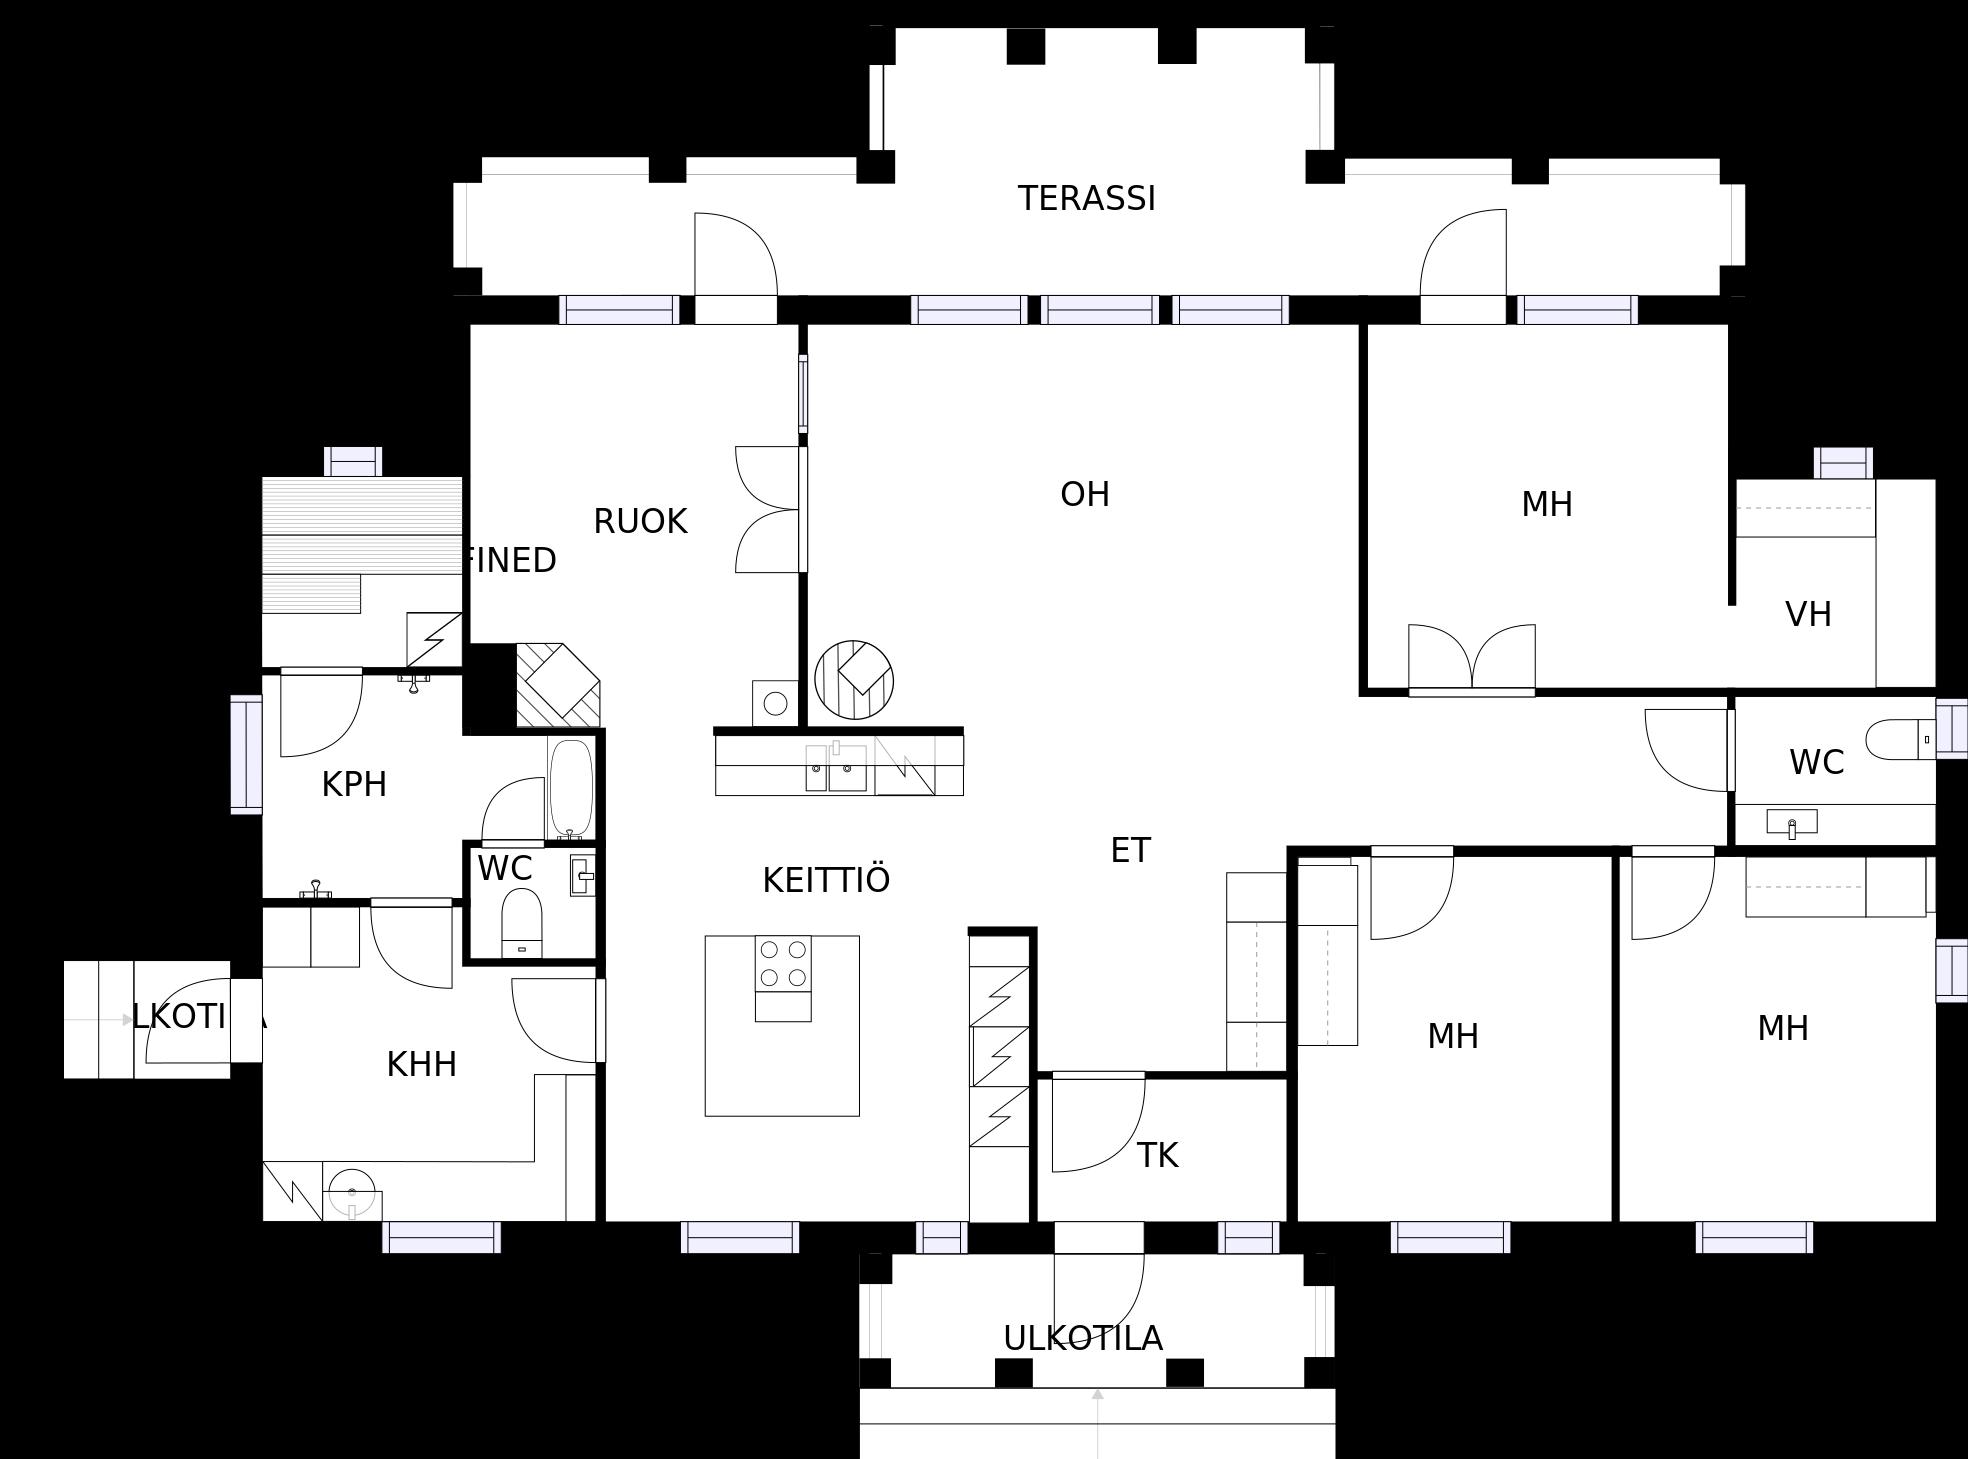 TERASSI
OH
MH
RUOK
FINED
VH
WC
KPH
ET
WC
KEITTIÖ
LKOTI
MH
MH
KHH
TK
ULKOTILA